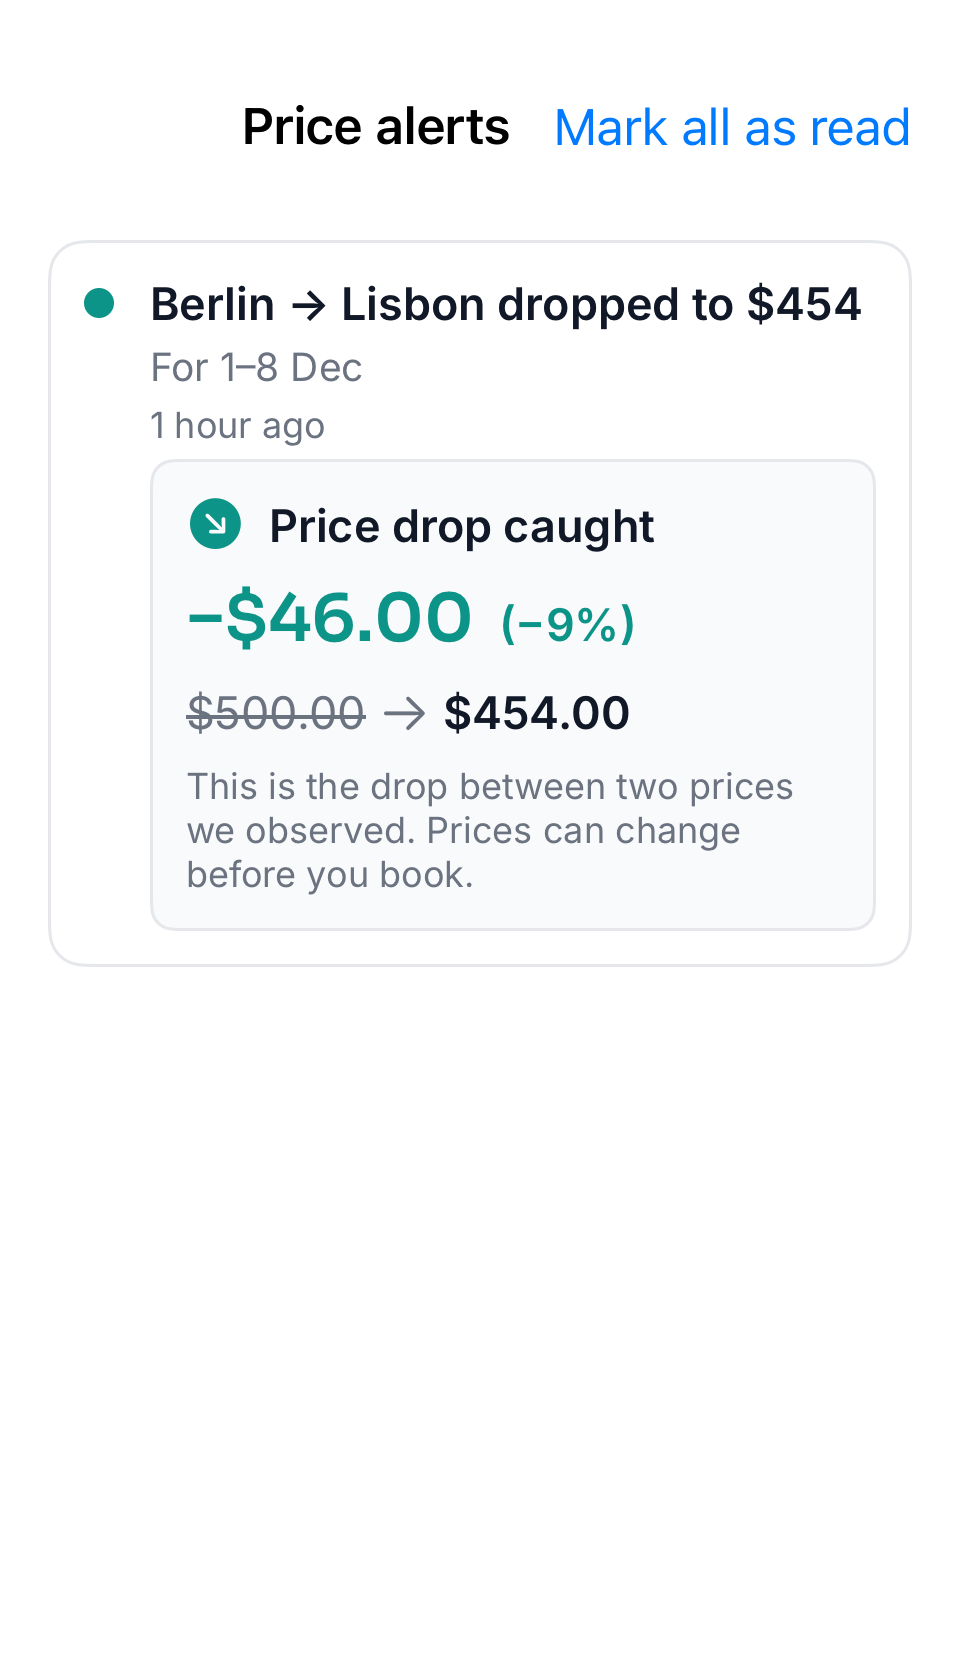 Price alerts Mark all as read
Berlin → Lisbon dropped to $454
For 1–8 Dec
1 hour ago
Price drop caught
−$46.00 (−9%)
$500.00 → $454.00
This is the drop between two prices
we observed. Prices can change
before you book.